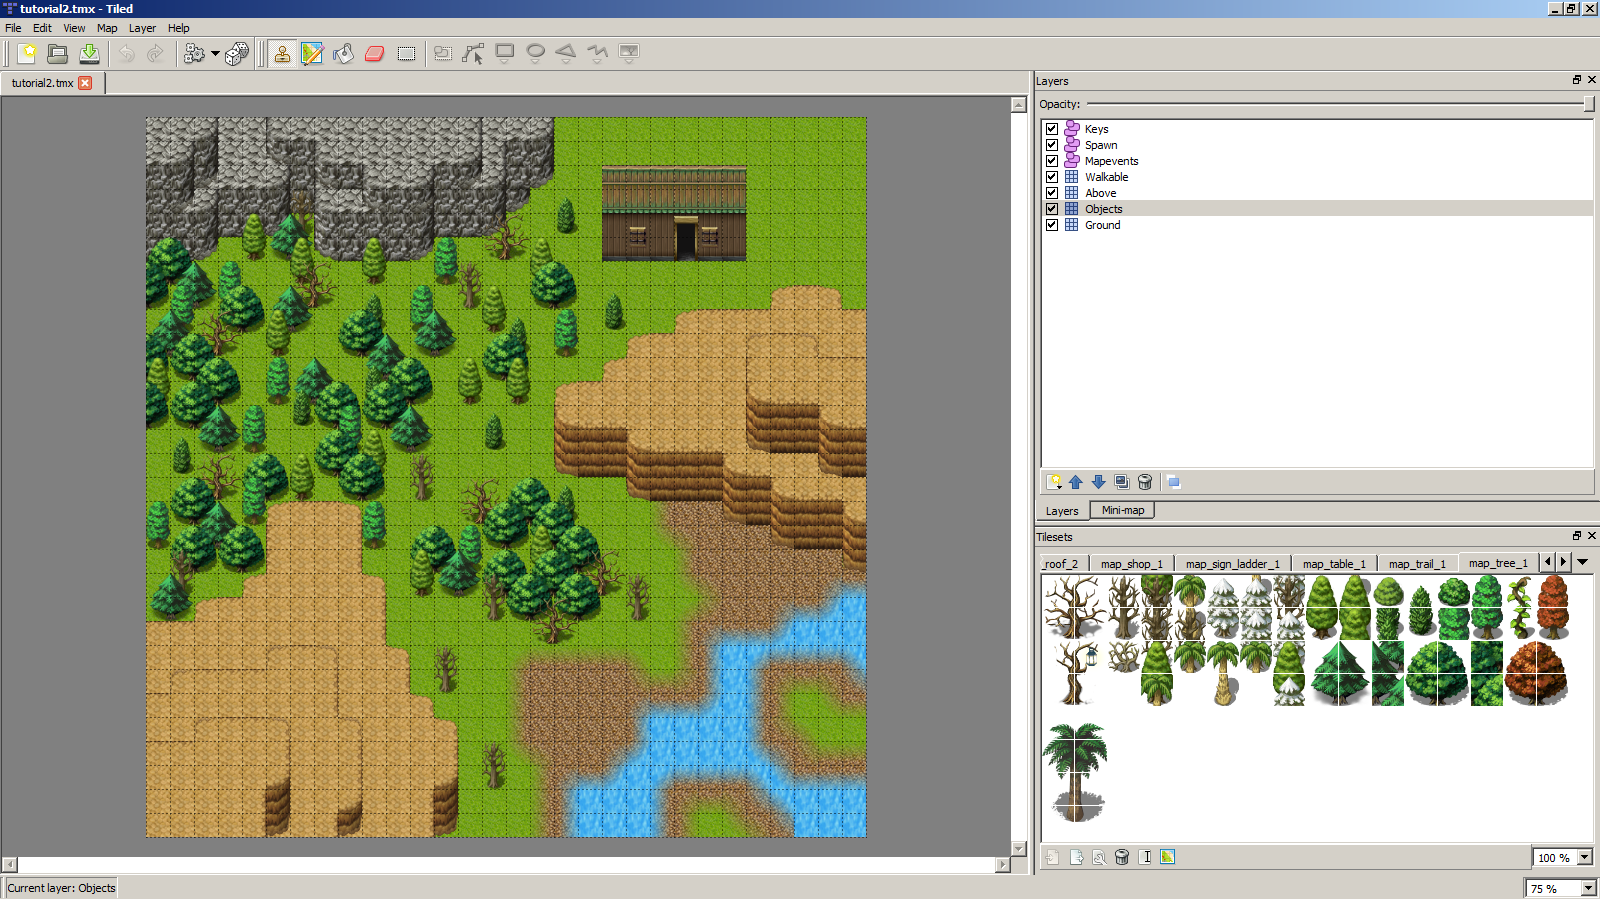 tutorial2.tmx - Tiled
File Edit View Map Layer Help
tutorial2.tmx
Layers
Opacity:
Keys
Spawn
Mapevents
Walkable
Above
Objects
Ground
Layers Mini-map
Tilesets
_roof_2 map_shop_1 map_sign_ladder_1 map_table_1 map_trail_1 map_tree_1
100 %
Current layer: Objects
75 %